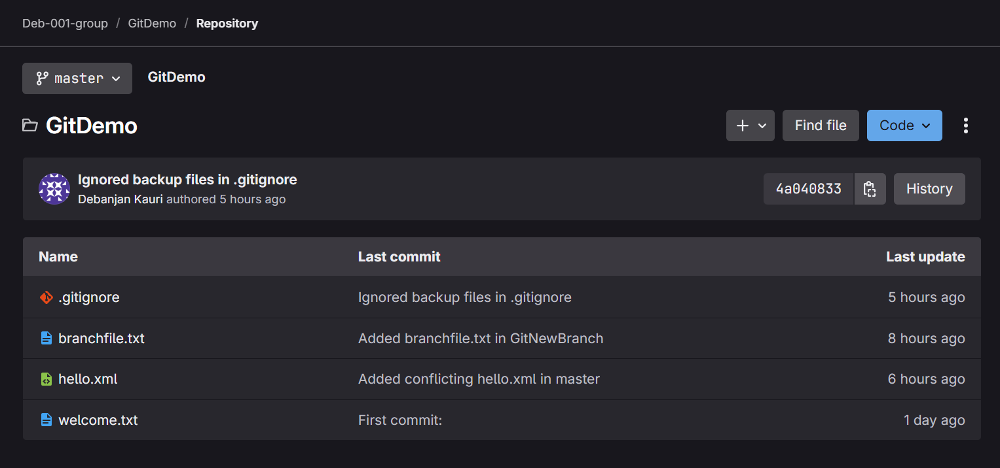 Deb-001-group / GitDemo / Repository
master GitDemo
GitDemo
Find file Code
Ignored backup files in .gitignore
Debanjan Kauri authored 5 hours ago
4a040833 History
Name Last commit Last update
.gitignore Ignored backup files in .gitignore 5 hours ago
branchfile.txt Added branchfile.txt in GitNewBranch 8 hours ago
hello.xml Added conflicting hello.xml in master 6 hours ago
welcome.txt First commit: 1 day ago